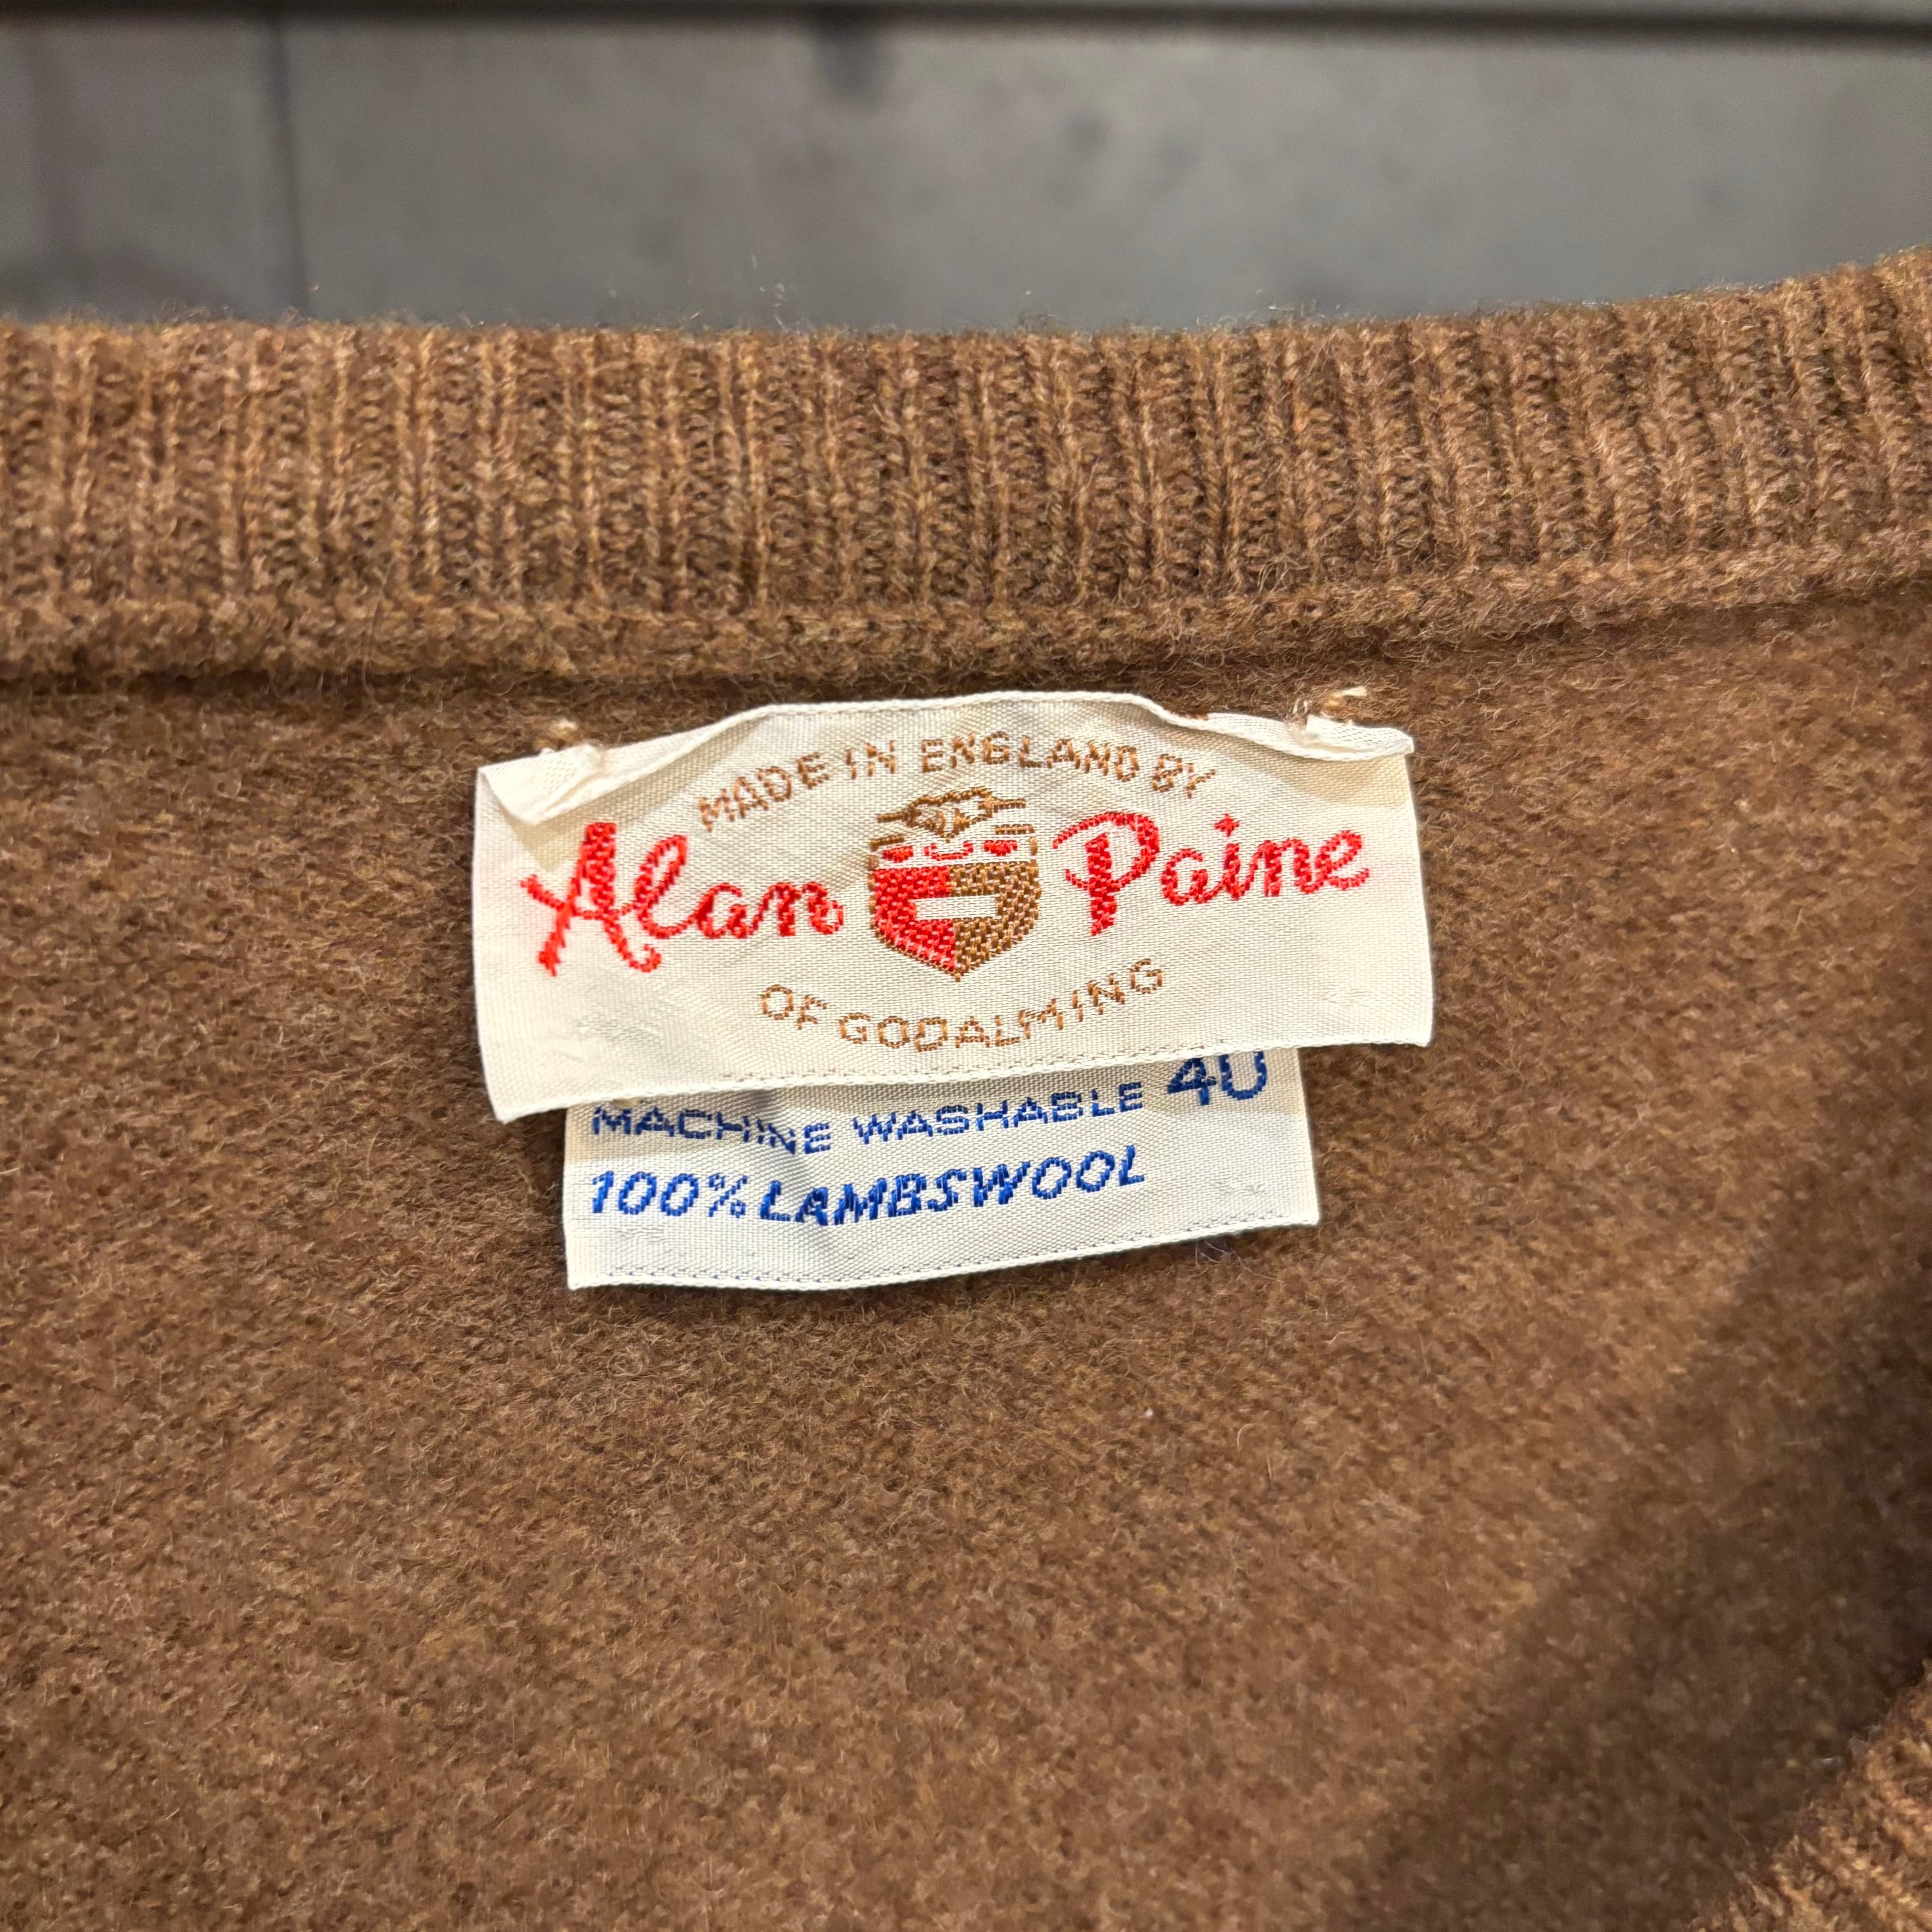 MADE IN ENGLAND BY
Alan Paine
OF GODALMING
MACHINE WASHABLE 40
100% LAMBSWOOL